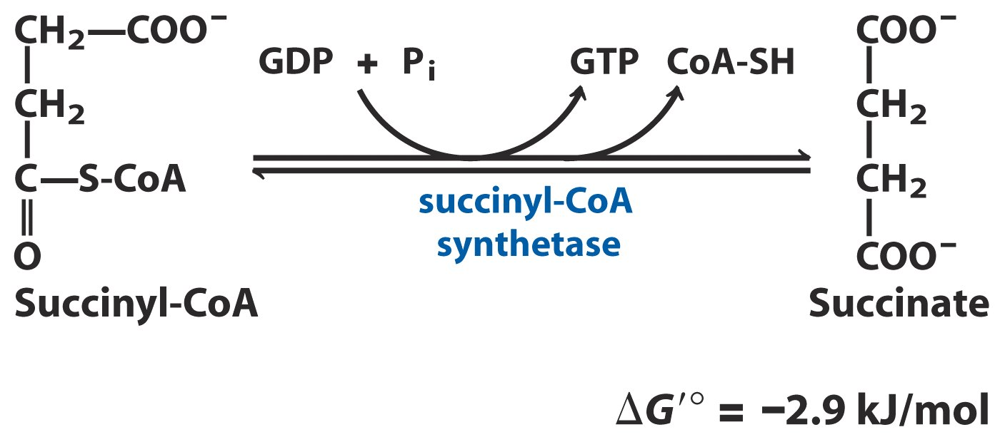 CH₂—COO⁻
CH₂
C—S-CoA
O
Succinyl-CoA
GDP + Pᵢ
GTP CoA-SH
succinyl-CoA
synthetase
COO⁻
CH₂
CH₂
COO⁻
Succinate
ΔG′° = −2.9 kJ/mol